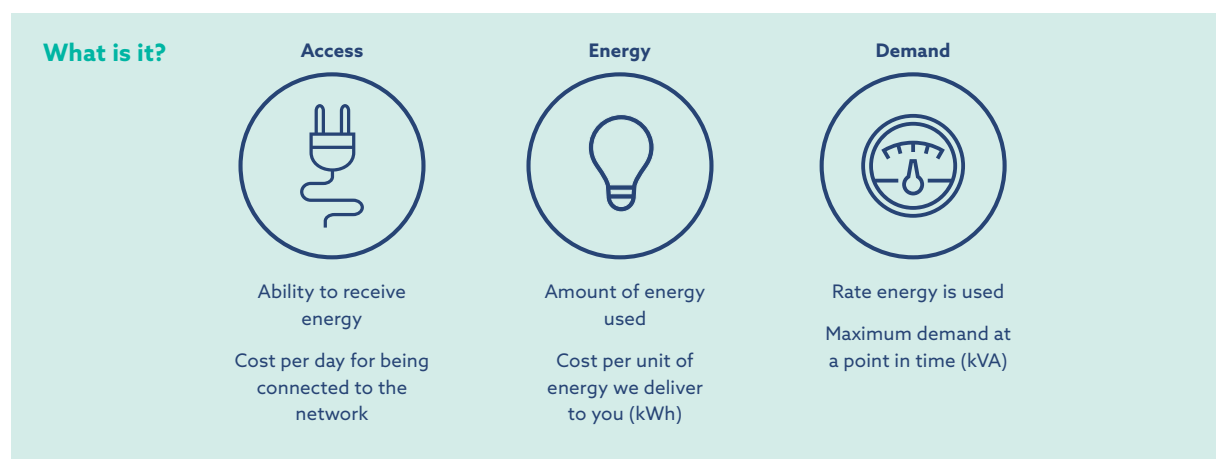 What is it?
Access
Ability to receive
energy
Cost per day for being
connected to the
network
Energy
Amount of energy
used
Cost per unit of
energy we deliver
to you (kWh)
Demand
Rate energy is used
Maximum demand at
a point in time (kVA)